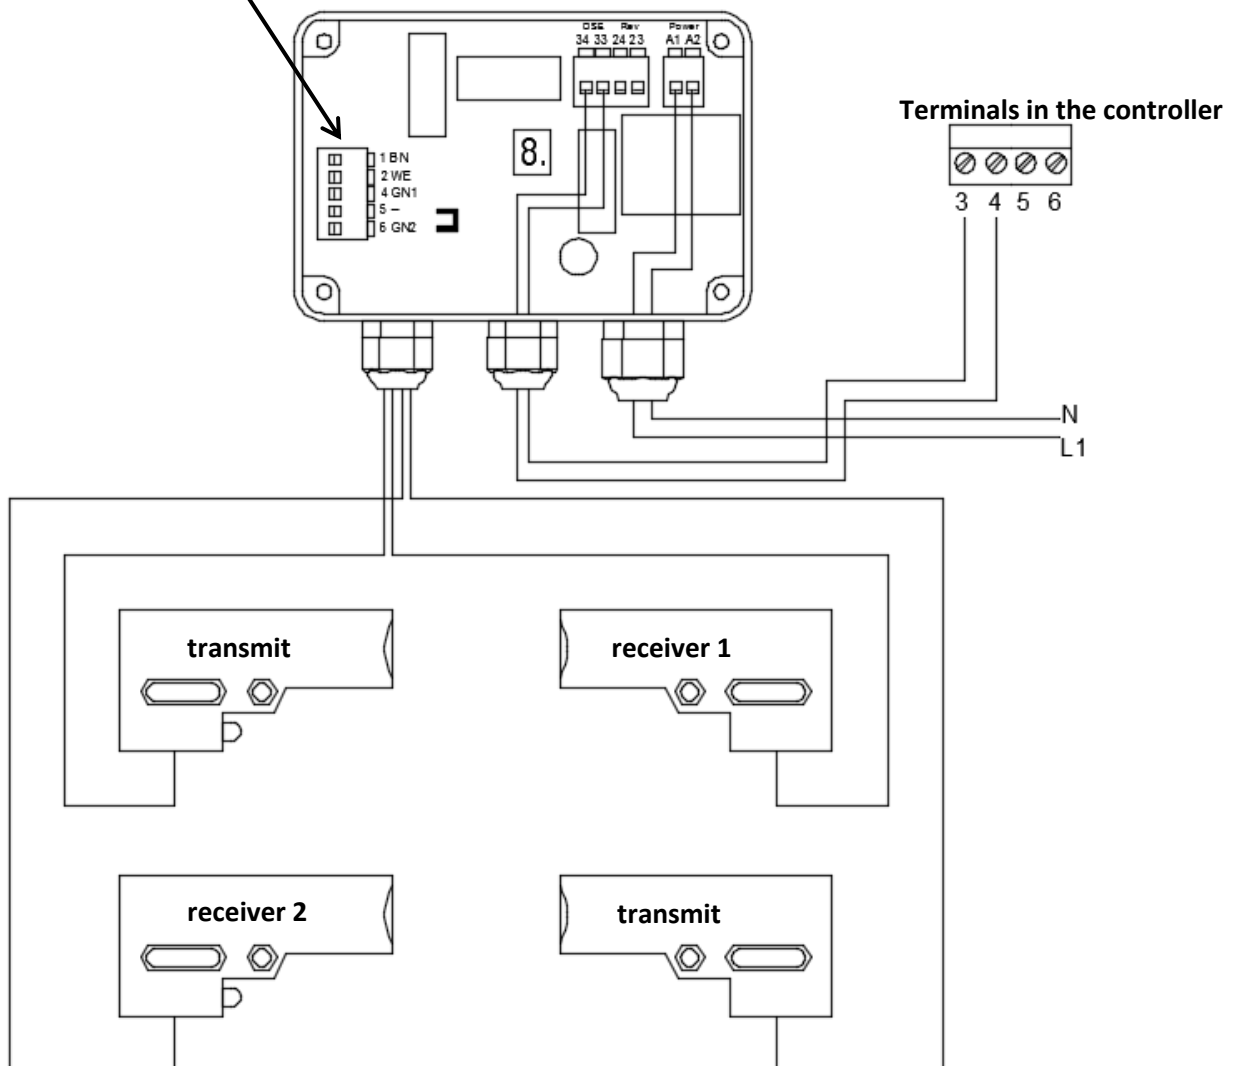 OSE Rev Power
34 33 24 23 A1 A2
Terminals in the controller
8.
1 BN
2 WE
4 GN1
5 –
6 GN2
3 4 5 6
N
L1
transmit
receiver 1
receiver 2
transmit